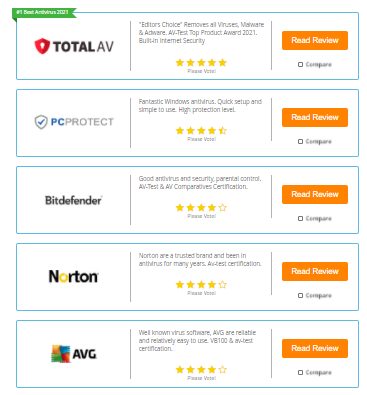 #1 Best Antivirus 2021
TOTALAV
"Editors Choice" Removes all Viruses, Malware
& Adware. AV-Test Top Product Award 2021.
Built-in Internet Security
Please Vote!
Read Review
Compare
PCPROTECT
Fantastic Windows antivirus. Quick setup and
simple to use. High protection level.
Please Vote!
Read Review
Compare
Bitdefender
Good antivirus and security, parental control,
AV-Test & AV Comparatives Certification.
Please Vote!
Read Review
Compare
Norton
Norton are a trusted brand and been in
antivirus for many years. Av-test certification.
Please Vote!
Read Review
Compare
AVG
Well known virus software, AVG are reliable
and relatively easy to use. VB100 & av-test
certification.
Please Vote!
Read Review
Compare